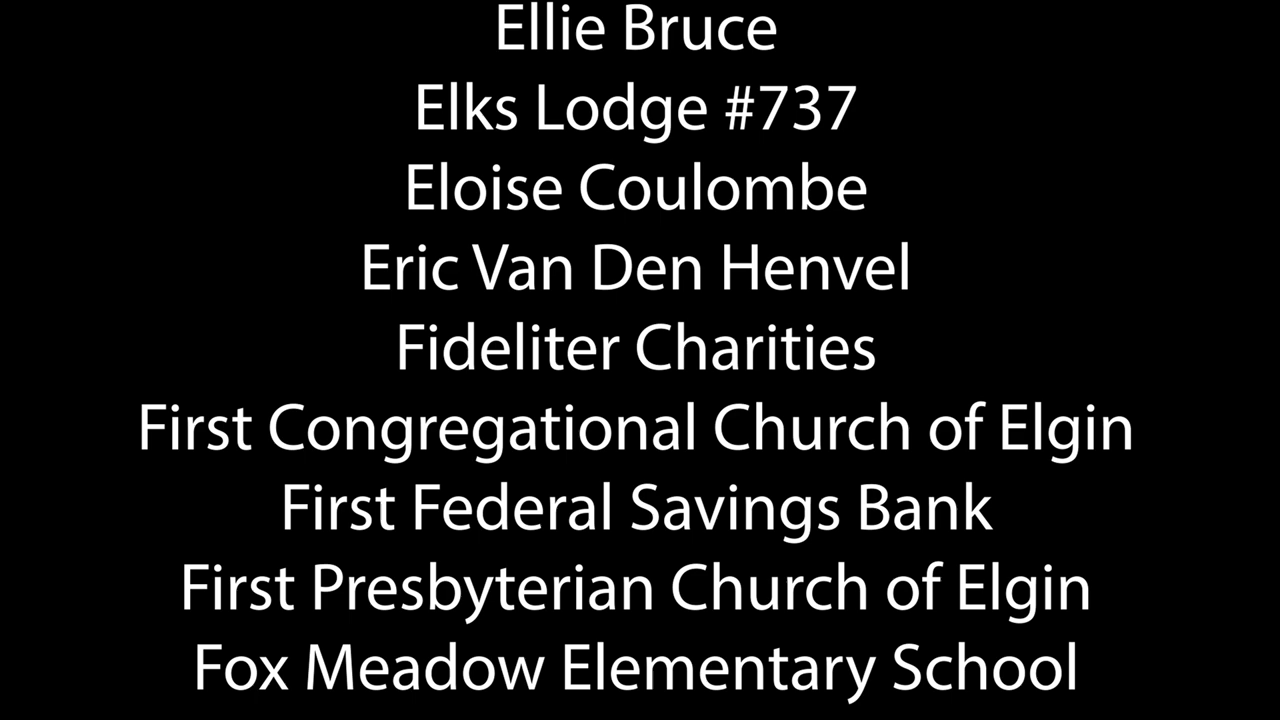 Ellie Bruce
Elks Lodge #737
Eloise Coulombe
Eric Van Den Henvel
Fideliter Charities
First Congregational Church of Elgin
First Federal Savings Bank
First Presbyterian Church of Elgin
Fox Meadow Elementary School